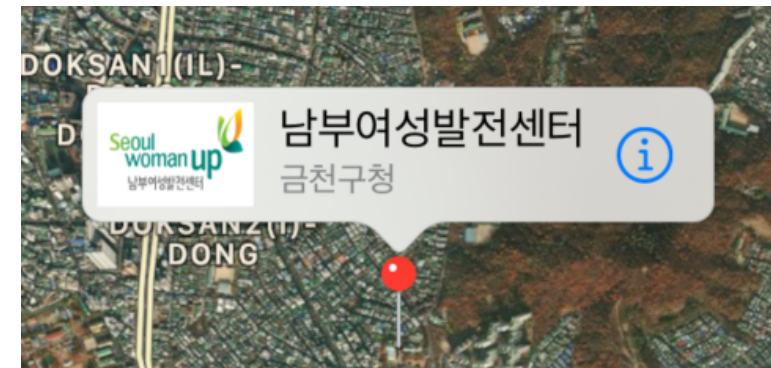 DOKSAN1(IL)-
Seoul
woman up
남부여성발전센터
남부여성발전센터
금천구청
DOKSAN2(I)-
DONG